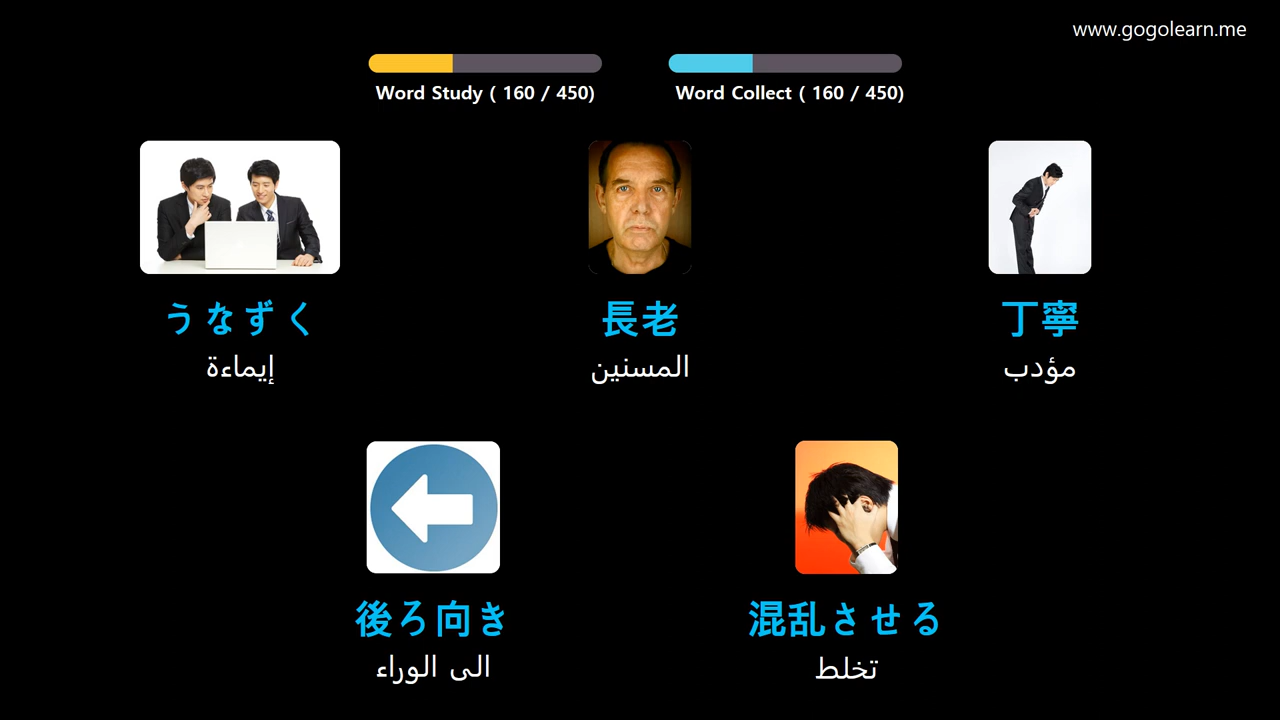 www.gogolearn.me
Word Study ( 160 / 450)
Word Collect ( 160 / 450)
うなずく
إيماءة
長老
المسنين
丁寧
مؤدب
後ろ向き
الى الوراء
混乱させる
تخلط